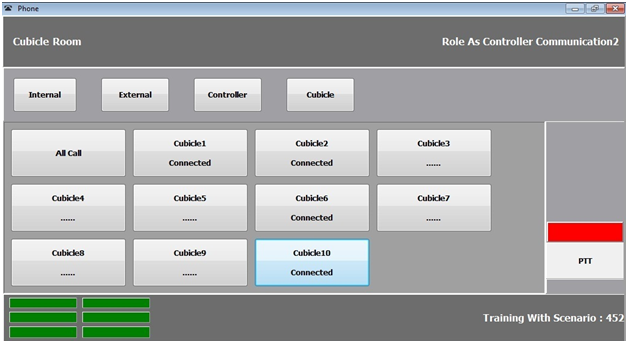 Phone
Cubicle Room
Role As Controller Communication2
Internal
External
Controller
Cubicle
All Call
Cubicle1
Connected
Cubicle2
Connected
Cubicle3
......
Cubicle4
......
Cubicle5
......
Cubicle6
Connected
Cubicle7
......
Cubicle8
......
Cubicle9
......
Cubicle10
Connected
PTT
Training With Scenario : 452